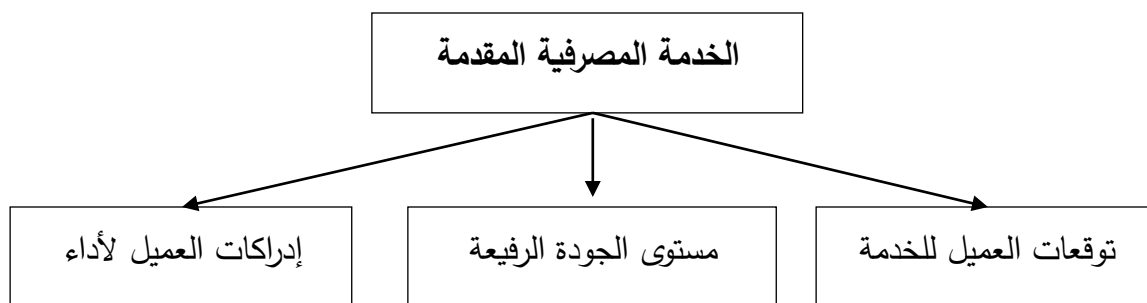 الخدمة المصرفية المقدمة
توقعات العميل للخدمة
مستوى الجودة الرفيعة
إدراكات العميل لأداء